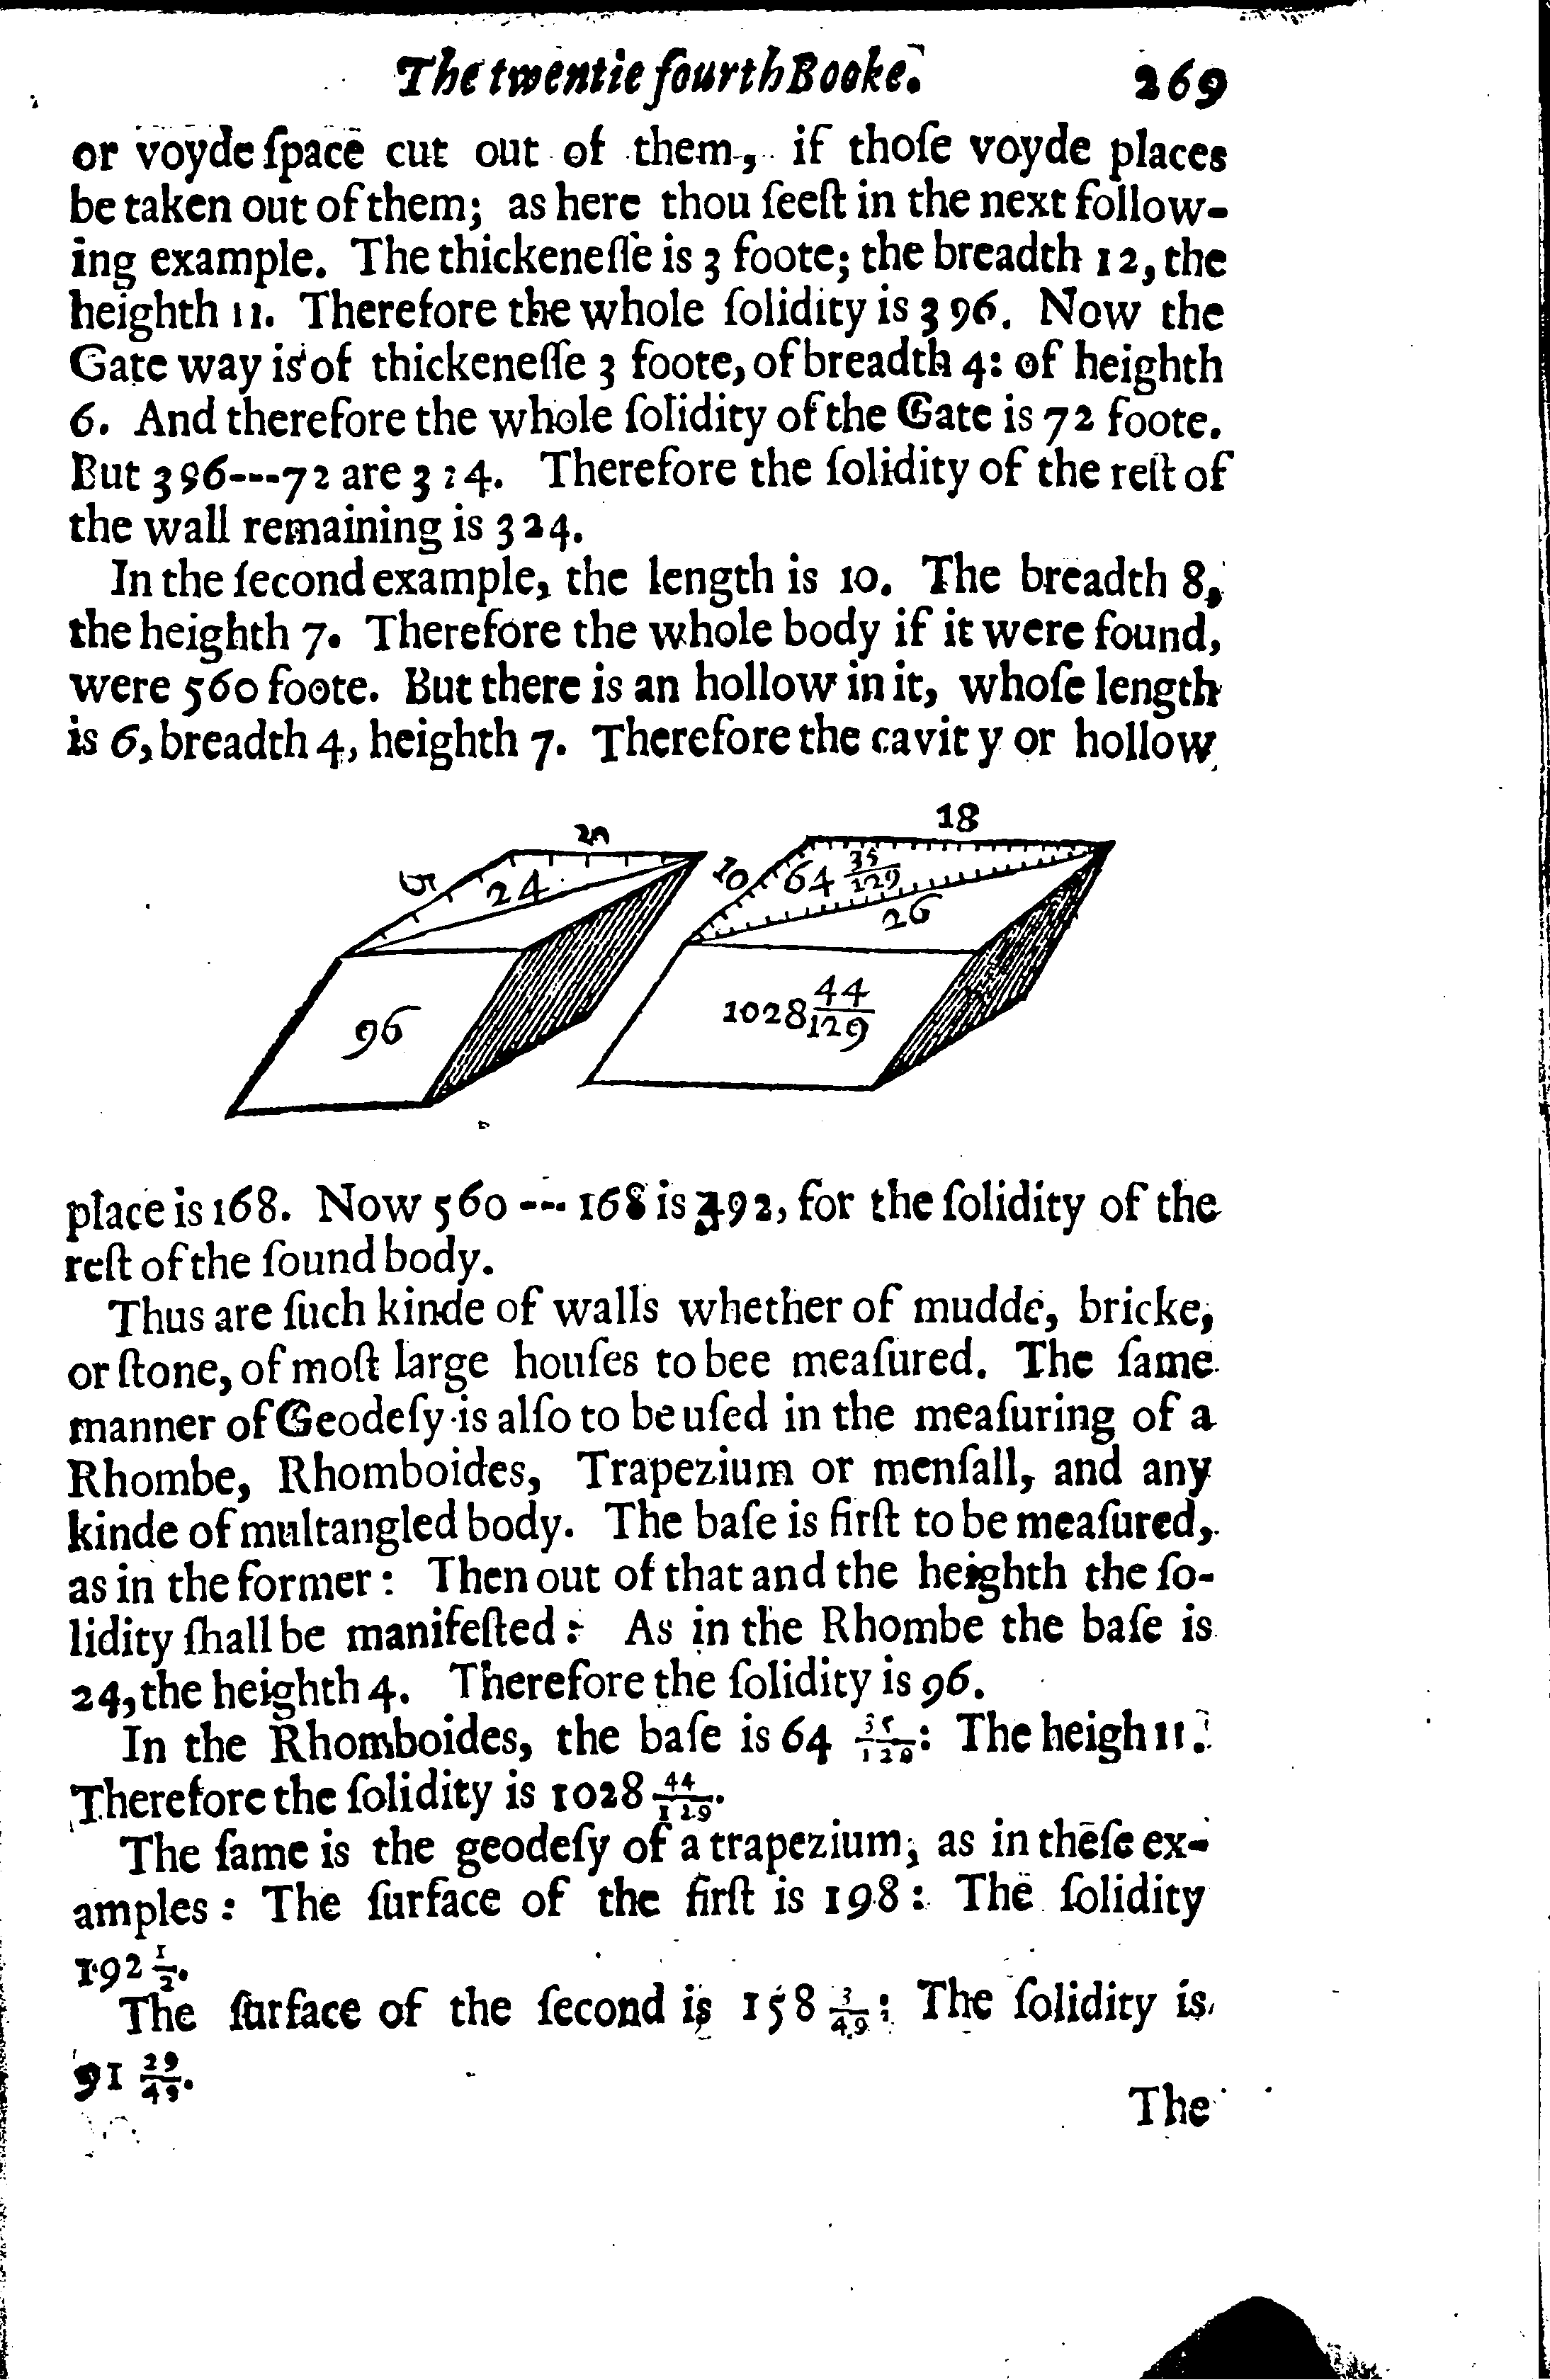 The twentie fourth Booke. 269
or voyde ſpace cut out of them, if thoſe voyde places
be taken out of them; as here thou ſeeſt in the next follow-
ing example. The thickeneſſe is 3 foote; the breadth 12, the
heighth 11. Therefore the whole ſolidity is 396. Now the
Gate way is of thickeneſſe 3 foote, of breadth 4: of heighth
6. And therefore the whole ſolidity of the Gate is 72 foote.
But 396---72 are 324. Therefore the ſolidity of the reſt of
the wall remaining is 324.
In the ſecond example, the length is 10. The breadth 8,
the heighth 7. Therefore the whole body if it were found,
were 560 foote. But there is an hollow in it, whoſe length
is 6, breadth 4, heighth 7. Therefore the cavity or hollow
5 18
5 24 10 64 35/129
26
96 1028 44/129
place is 168. Now 560 --- 168 is 392, for the ſolidity of the
reſt of the ſound body.
Thus are ſuch kinde of walls whether of mudde, bricke,
or ſtone, of moſt large houſes to bee meaſured. The ſame
manner of Geodeſy is alſo to be uſed in the meaſuring of a
Rhombe, Rhomboides, Trapezium or menſall, and any
kinde of multangled body. The baſe is firſt to be meaſured,
as in the former: Then out of that and the heighth the ſo-
lidity ſhall be manifeſted: As in the Rhombe the baſe is
24, the heighth 4. Therefore the ſolidity is 96.
In the Rhomboides, the baſe is 64 35/129: The heigh 11.
Therefore the ſolidity is 1028 44/129.
The ſame is the geodeſy of a trapezium, as in theſe ex-
amples: The ſurface of the firſt is 198: The ſolidity
192 1/2.
The ſurface of the ſecond is 158 3/49: The ſolidity is
91 29/49.
The